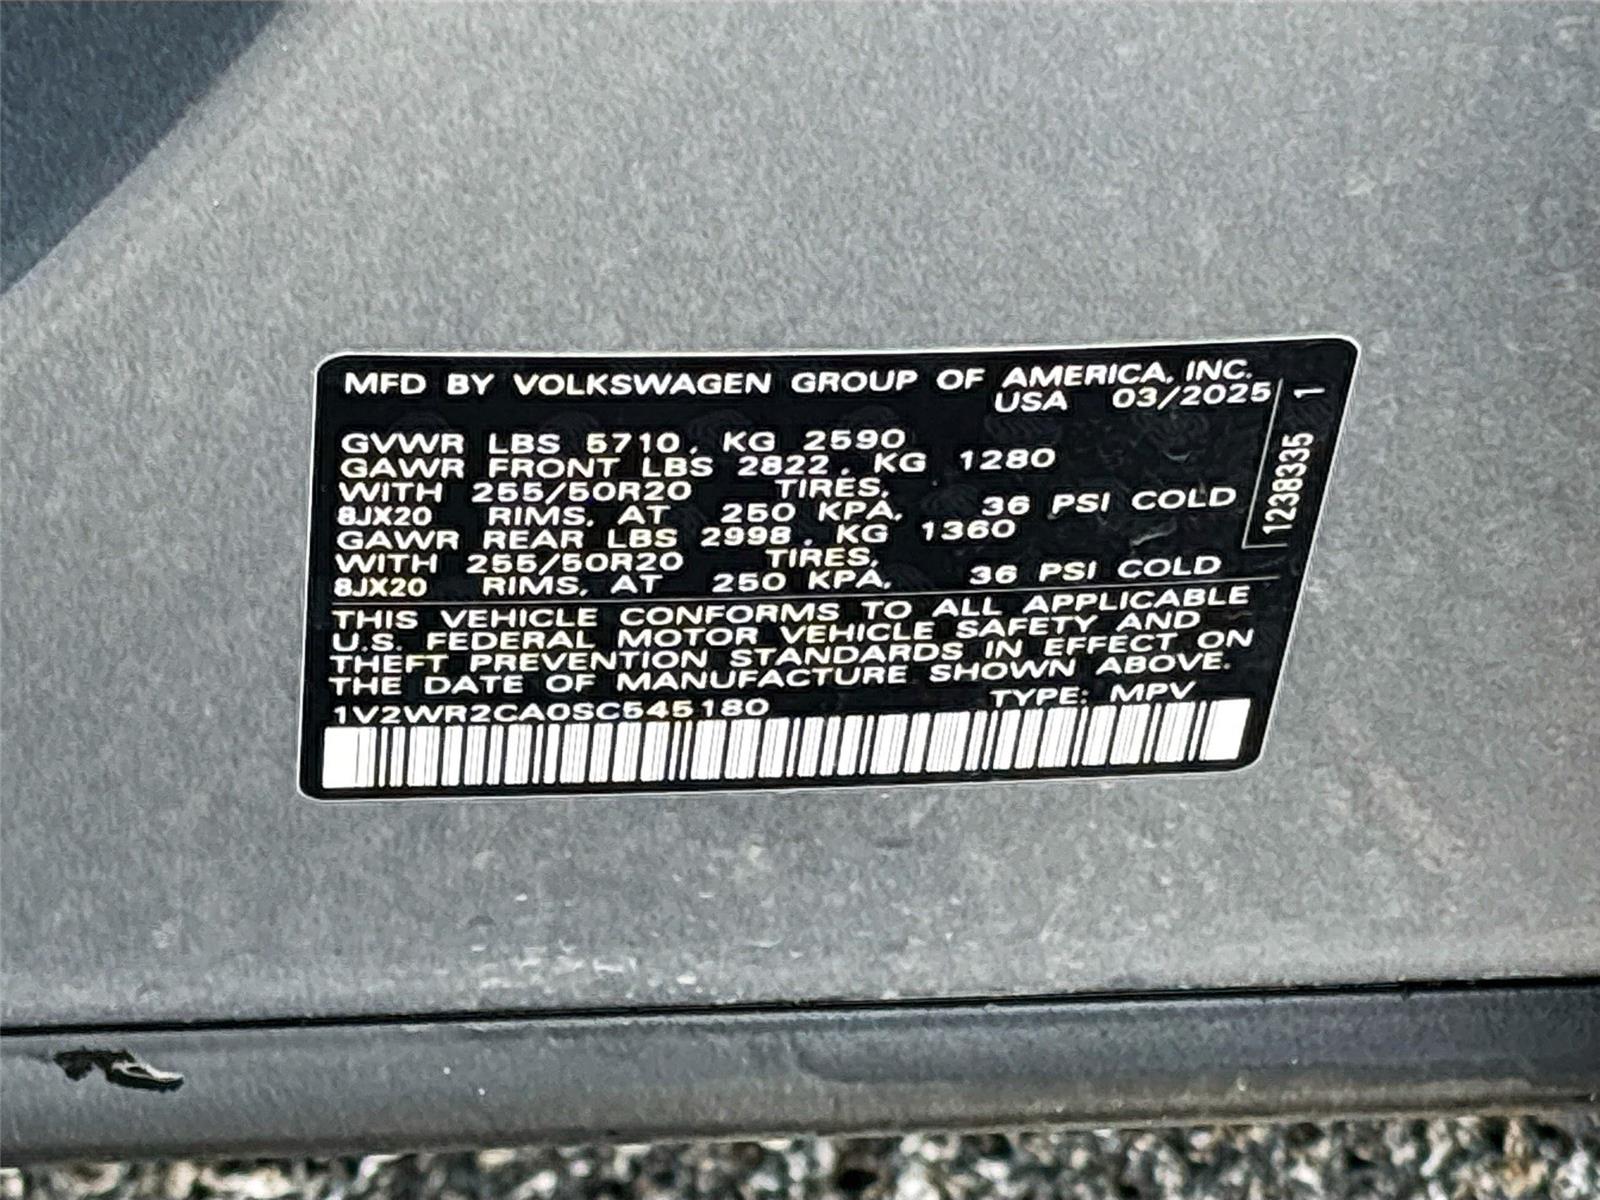 MFD BY VOLKSWAGEN GROUP OF AMERICA, INC.
USA 03/2025
GVWR LBS 5710, KG 2590
GAWR FRONT LBS 2822, KG 1280
WITH 255/50R20 TIRES,
8JX20 RIMS, AT 250 KPA, 36 PSI COLD
GAWR REAR LBS 2998, KG 1360
WITH 255/50R20 TIRES,
8JX20 RIMS, AT 250 KPA, 36 PSI COLD
THIS VEHICLE CONFORMS TO ALL APPLICABLE
U.S. FEDERAL MOTOR VEHICLE SAFETY AND
THEFT PREVENTION STANDARDS IN EFFECT ON
THE DATE OF MANUFACTURE SHOWN ABOVE.
1V2WR2CA0SC545180 TYPE: MPV
1238335 1